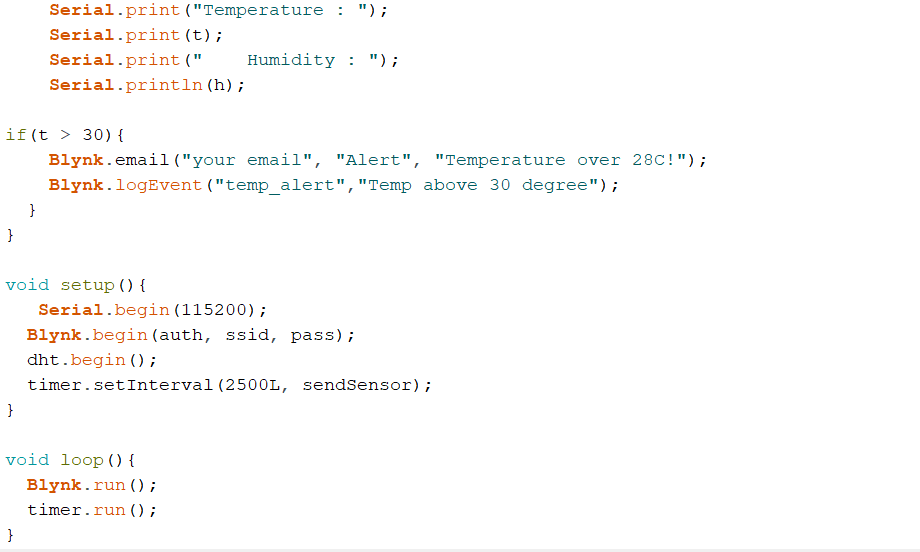 Serial.print("Temperature : ");
Serial.print(t);
Serial.print("    Humidity : ");
Serial.println(h);
if(t > 30){
Blynk.email("your email", "Alert", "Temperature over 28C!");
Blynk.logEvent("temp_alert","Temp above 30 degree");
}
}
void setup(){
Serial.begin(115200);
Blynk.begin(auth, ssid, pass);
dht.begin();
timer.setInterval(2500L, sendSensor);
}
void loop(){
Blynk.run();
timer.run();
}